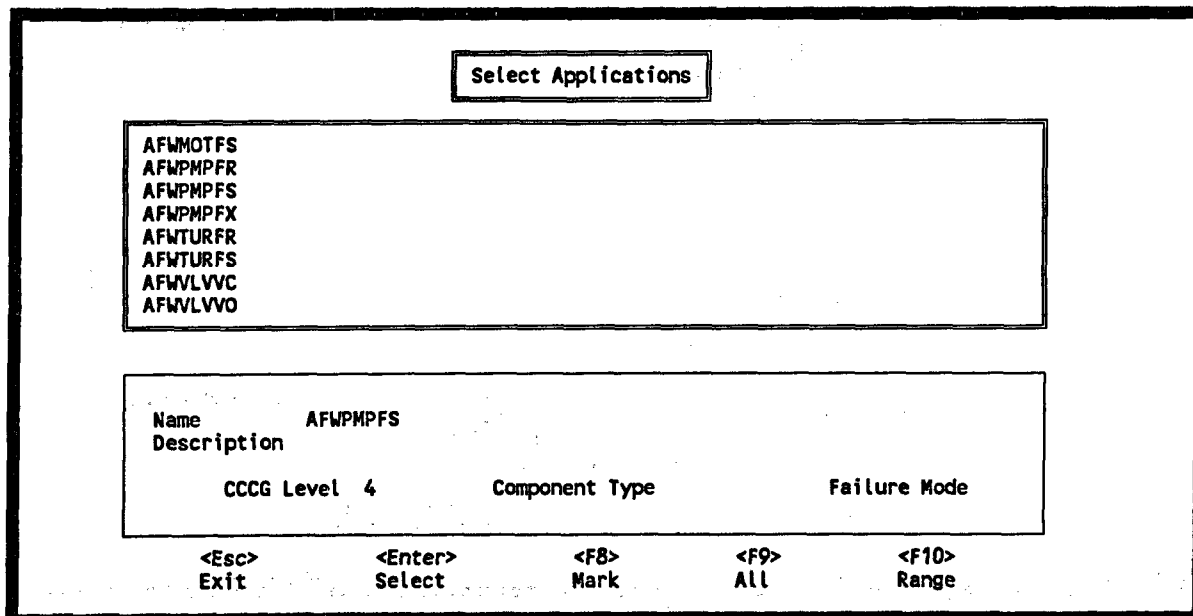 Select Applications
AFWMOTFS
AFWPMPFR
AFWPMPFS
AFWPMPFX
AFWTURFR
AFWTURFS
AFWVLVVC
AFWVLVVO
Name AFWPMPFS
Description
CCCG Level 4 Component Type Failure Mode
<Esc> <Enter> <F8> <F9> <F10>
Exit Select Mark All Range